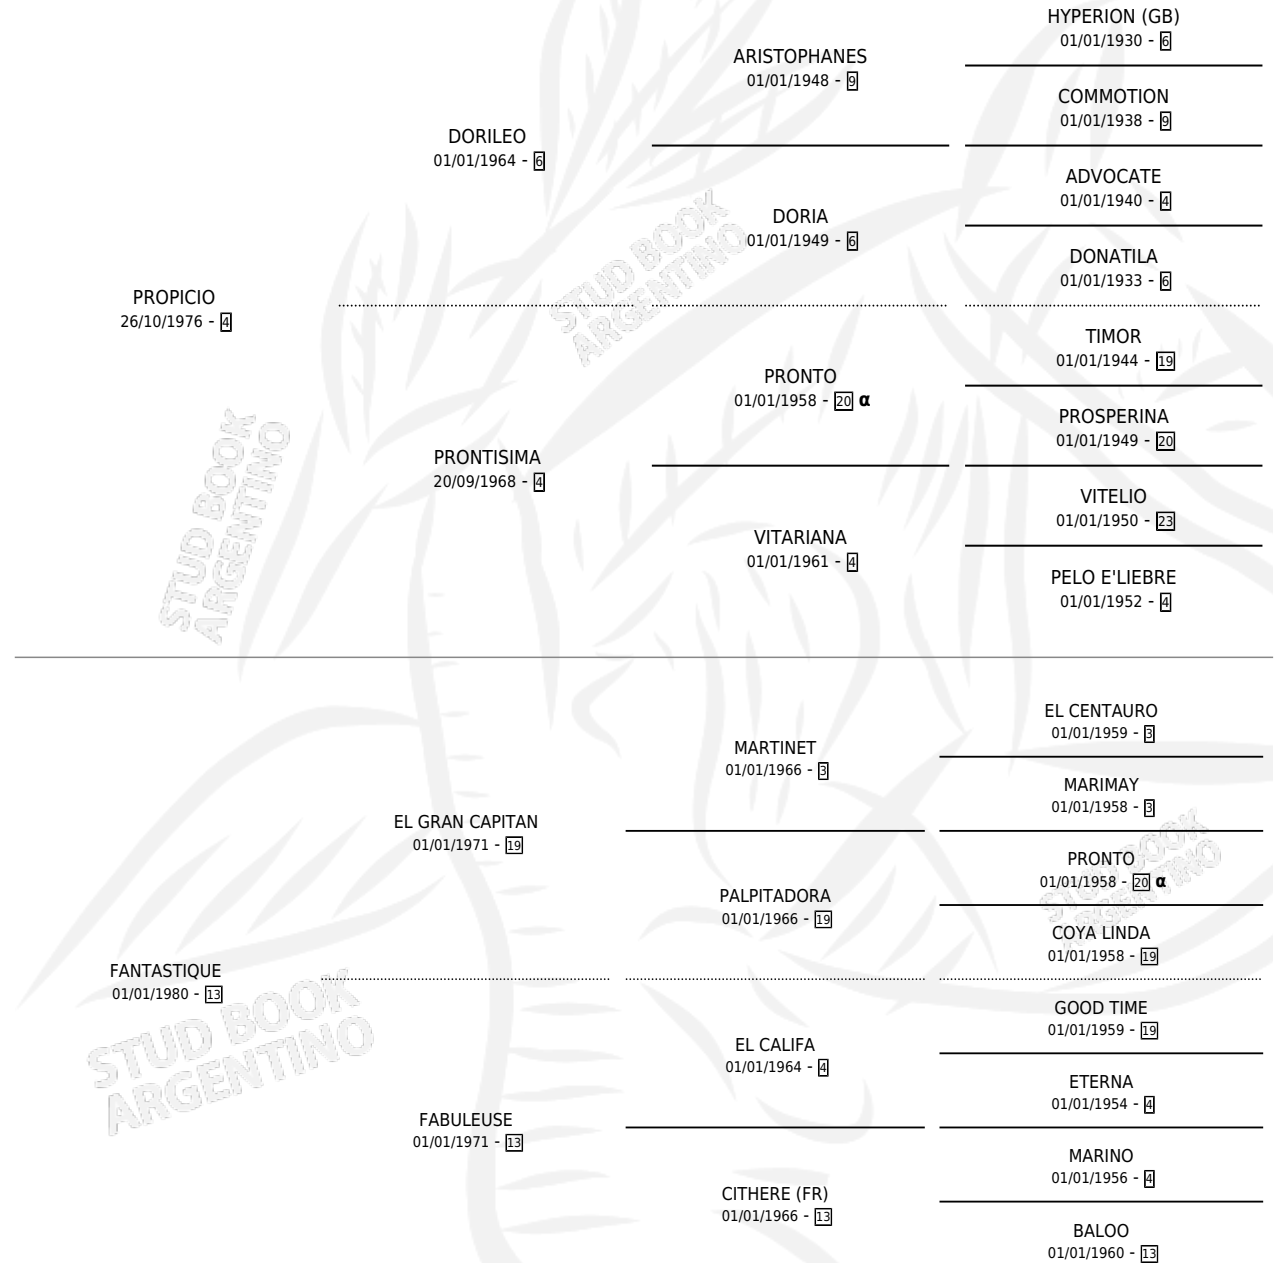 HYPERION (GB)
01/01/1930 - 6
ARISTOPHANES
01/01/1948 - 9
COMMOTION
01/01/1938 - 9
DORILEO
01/01/1964 - 6
ADVOCATE
01/01/1940 - 4
DORIA
01/01/1949 - 6
DONATILA
01/01/1933 - 6
PROPICIO
26/10/1976 - 4
TIMOR
01/01/1944 - 19
PRONTO
01/01/1958 - 20 α
PROSPERINA
01/01/1949 - 20
PRONTISIMA
20/09/1968 - 4
VITELIO
01/01/1950 - 23
VITARIANA
01/01/1961 - 4
PELO E'LIEBRE
01/01/1952 - 4
EL CENTAURO
01/01/1959 - 3
MARTINET
01/01/1966 - 3
MARIMAY
01/01/1958 - 3
EL GRAN CAPITAN
01/01/1971 - 19
PRONTO
01/01/1958 - 20 α
PALPITADORA
01/01/1966 - 19
COYA LINDA
01/01/1958 - 19
FANTASTIQUE
01/01/1980 - 13
GOOD TIME
01/01/1959 - 19
EL CALIFA
01/01/1964 - 4
ETERNA
01/01/1954 - 4
FABULEUSE
01/01/1971 - 13
MARINO
01/01/1956 - 4
CITHERE (FR)
01/01/1966 - 13
BALOO
01/01/1960 - 13
STUD BOOK
ARGENTINO
STUD BOOK
ARGENTINO
STUD BOOK
ARGENTINO
STUD BOOK
ARGENTINO